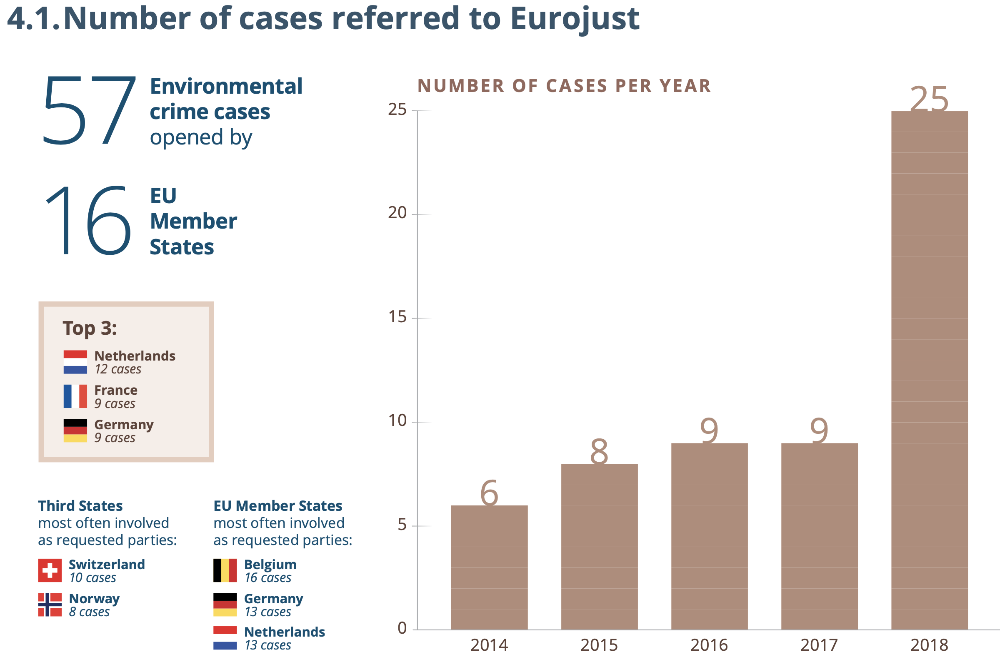 4.1. Number of cases referred to Eurojust
57
Environmental
crime cases
opened by
16
EU
Member
States
Top 3:
Netherlands
12 cases
France
9 cases
Germany
9 cases
Third States
most often involved
as requested parties:
Switzerland
10 cases
Norway
8 cases
EU Member States
most often involved
as requested parties:
Belgium
16 cases
Germany
13 cases
Netherlands
13 cases
NUMBER OF CASES PER YEAR
25
20
15
10
5
0
6
8
9
9
25
2014
2015
2016
2017
2018